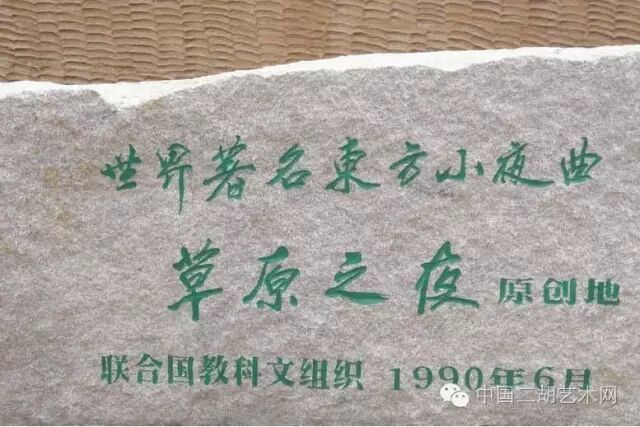 世界著名東方小夜曲
草原之夜 原创地
联合国教科文组织 1990年6月
中国二胡艺术网